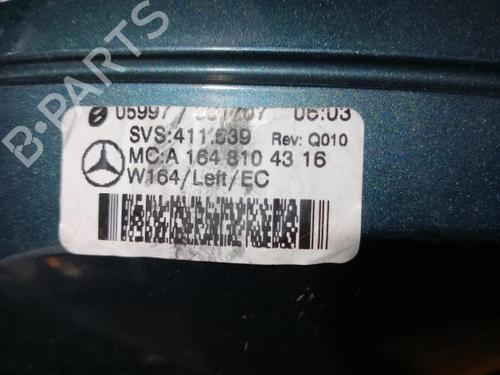 B-PARTS
05997 06:03
SVS:411.539 Rev: Q010
MC:A 164 810 43 16
W164/Left/EC